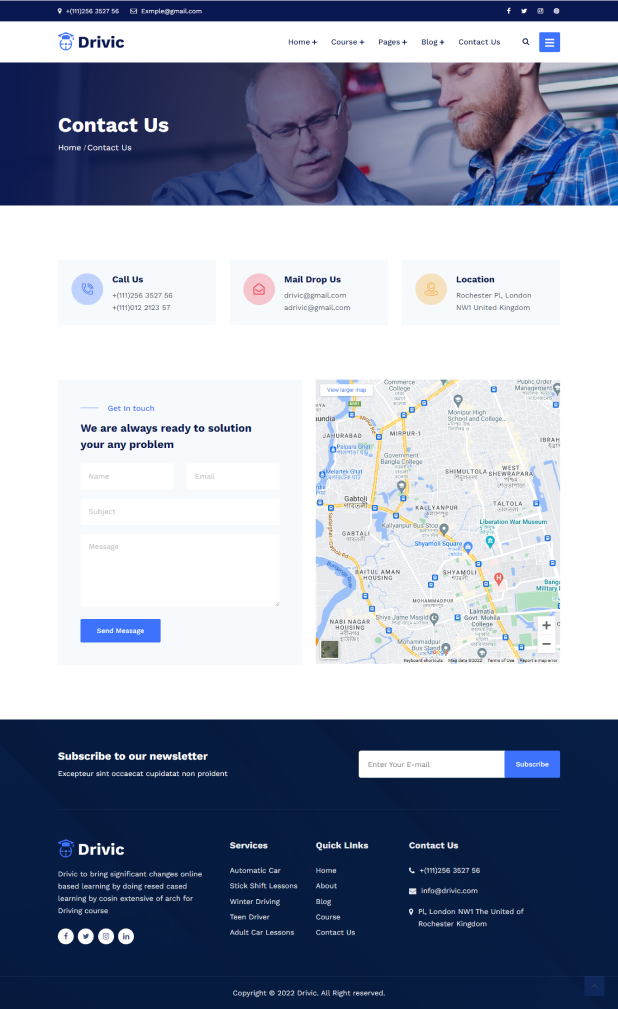 +(111)256 3527 56
Exmple@gmail.com
Drivic
Home +
Course +
Pages +
Blog +
Contact Us
Contact Us
Home / Contact Us
Call Us
+(111)256 3527 56
+(111)012 2123 57
Mail Drop Us
drivic@gmail.com
adrivic@gmail.com
Location
Rochester Pl, London
NW1 United Kingdom
Get In touch
We are always ready to solution
your any problem
Name
Email
Subject
Message
Send Message
View larger map
Commerce
College
Public Order
Management
Monipur High
School and College...
JAHURABAD
MIRPUR-1
IBRAH
Palpara Ghat
Government
Bangla College
Melartek Ghat
SHIMULTOLA
WEST
SHEWRAPARA
Gabtoli
গাবতলী
KALLYANPUR
TALTOLA
Liberation War Museum
Kallyanpur Bus Stop
GABTALI
Shyamoli Square
BAITUL AMAN
HOUSING
SHYAMOLI
Bang
Military
MOHAMMADPUR
Lalmatia
Govt. Mohila
College
NABI NAGAR
HOUSING
Shiya Jame Masjid
Mohammadpur
Bus Stand
+
−
Keyboard shortcuts
Map data ©2022
Terms of Use
Report a map error
Subscribe to our newsletter
Excepteur sint occaecat cupidatat non proident
Enter Your E-mail
Subscribe
Drivic
Drivic to bring significant changes online
based learning by doing resed cased
learning by cosin extensive of arch for
Driving course
Services
Automatic Car
Stick Shift Lessons
Winter Driving
Teen Driver
Adult Car Lessons
Quick LInks
Home
About
Blog
Course
Contact Us
Contact Us
+(111)256 3527 56
info@drivic.com
Pl, London NW1 The United of
Rochester Kingdom
Copyright © 2022 Drivic. All Right reserved.